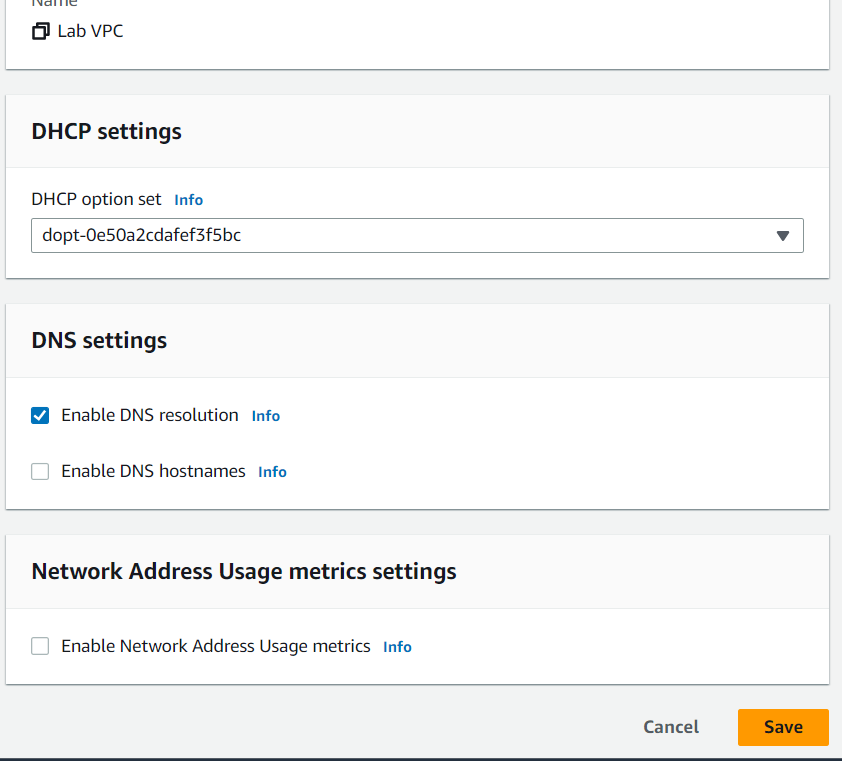 Name
Lab VPC
DHCP settings
DHCP option set Info
dopt-0e50a2cdafef3f5bc
DNS settings
Enable DNS resolution Info
Enable DNS hostnames Info
Network Address Usage metrics settings
Enable Network Address Usage metrics Info
Cancel Save